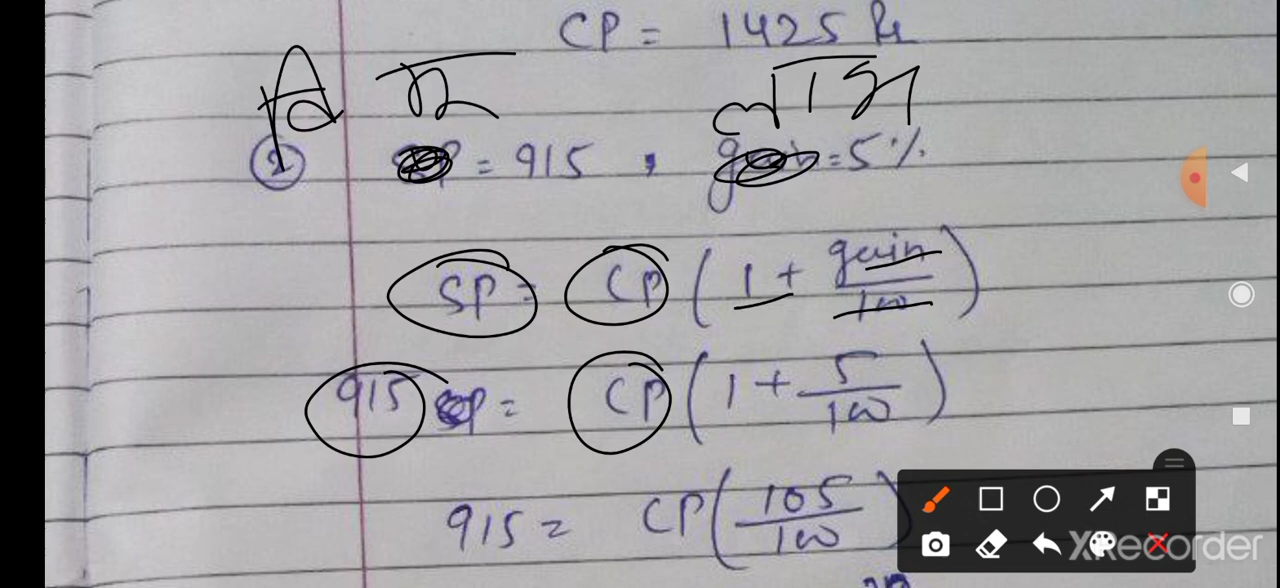 CP = 1425 Rs
② = 915 , = 5%
SP = CP ( 1 + gain/100 )
915 = CP ( 1 + 5/100 )
915 = CP ( 105/100 )
XRecorder